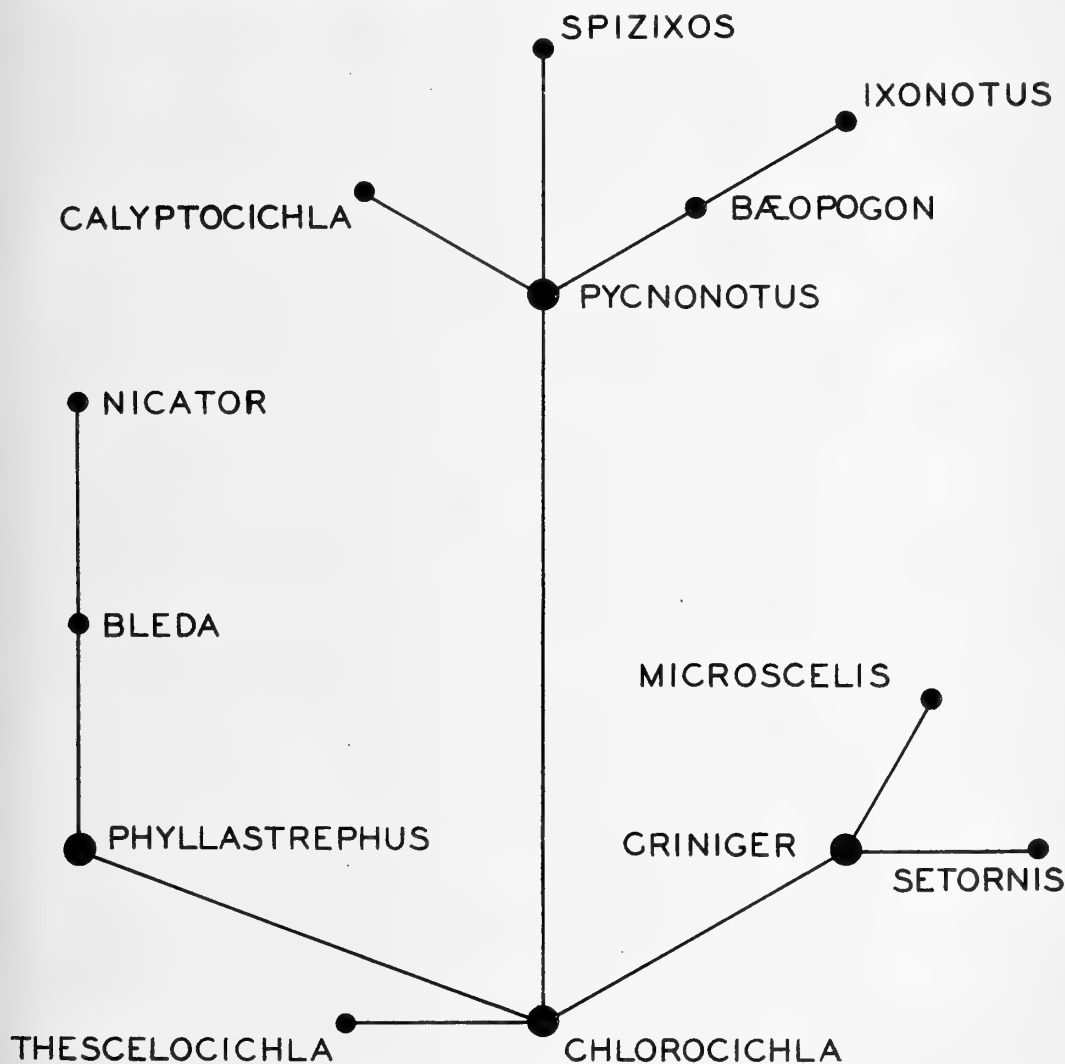 SPIZIXOS
IXONOTUS
CALYPTOCICHLA
BÆOPOGON
PYCNONOTUS
NICATOR
BLEDA
MICROSCELIS
PHYLLASTREPHUS
CRINIGER
SETORNIS
THESCELOCICHLA
CHLOROCICHLA